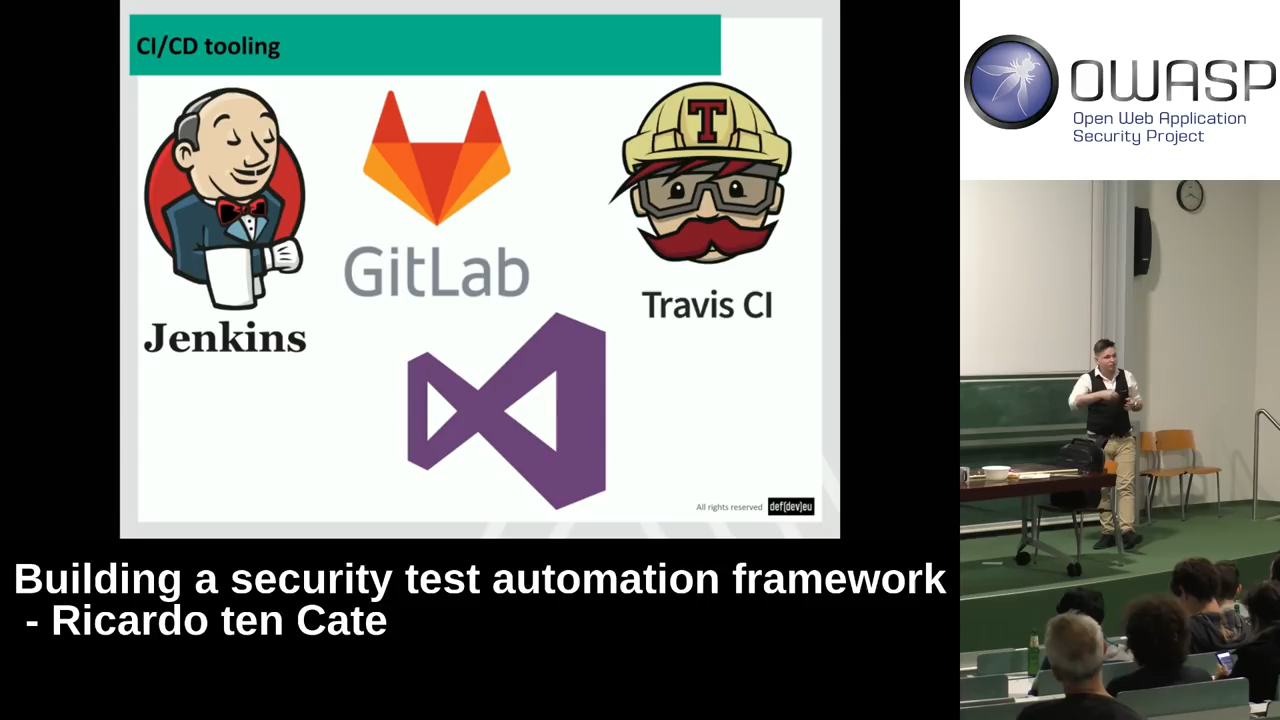 CI/CD tooling
T
Jenkins
GitLab
Travis CI
All rights reserved def[dev]eu
OWASP
Open Web Application
Security Project
Building a security test automation framework
- Ricardo ten Cate